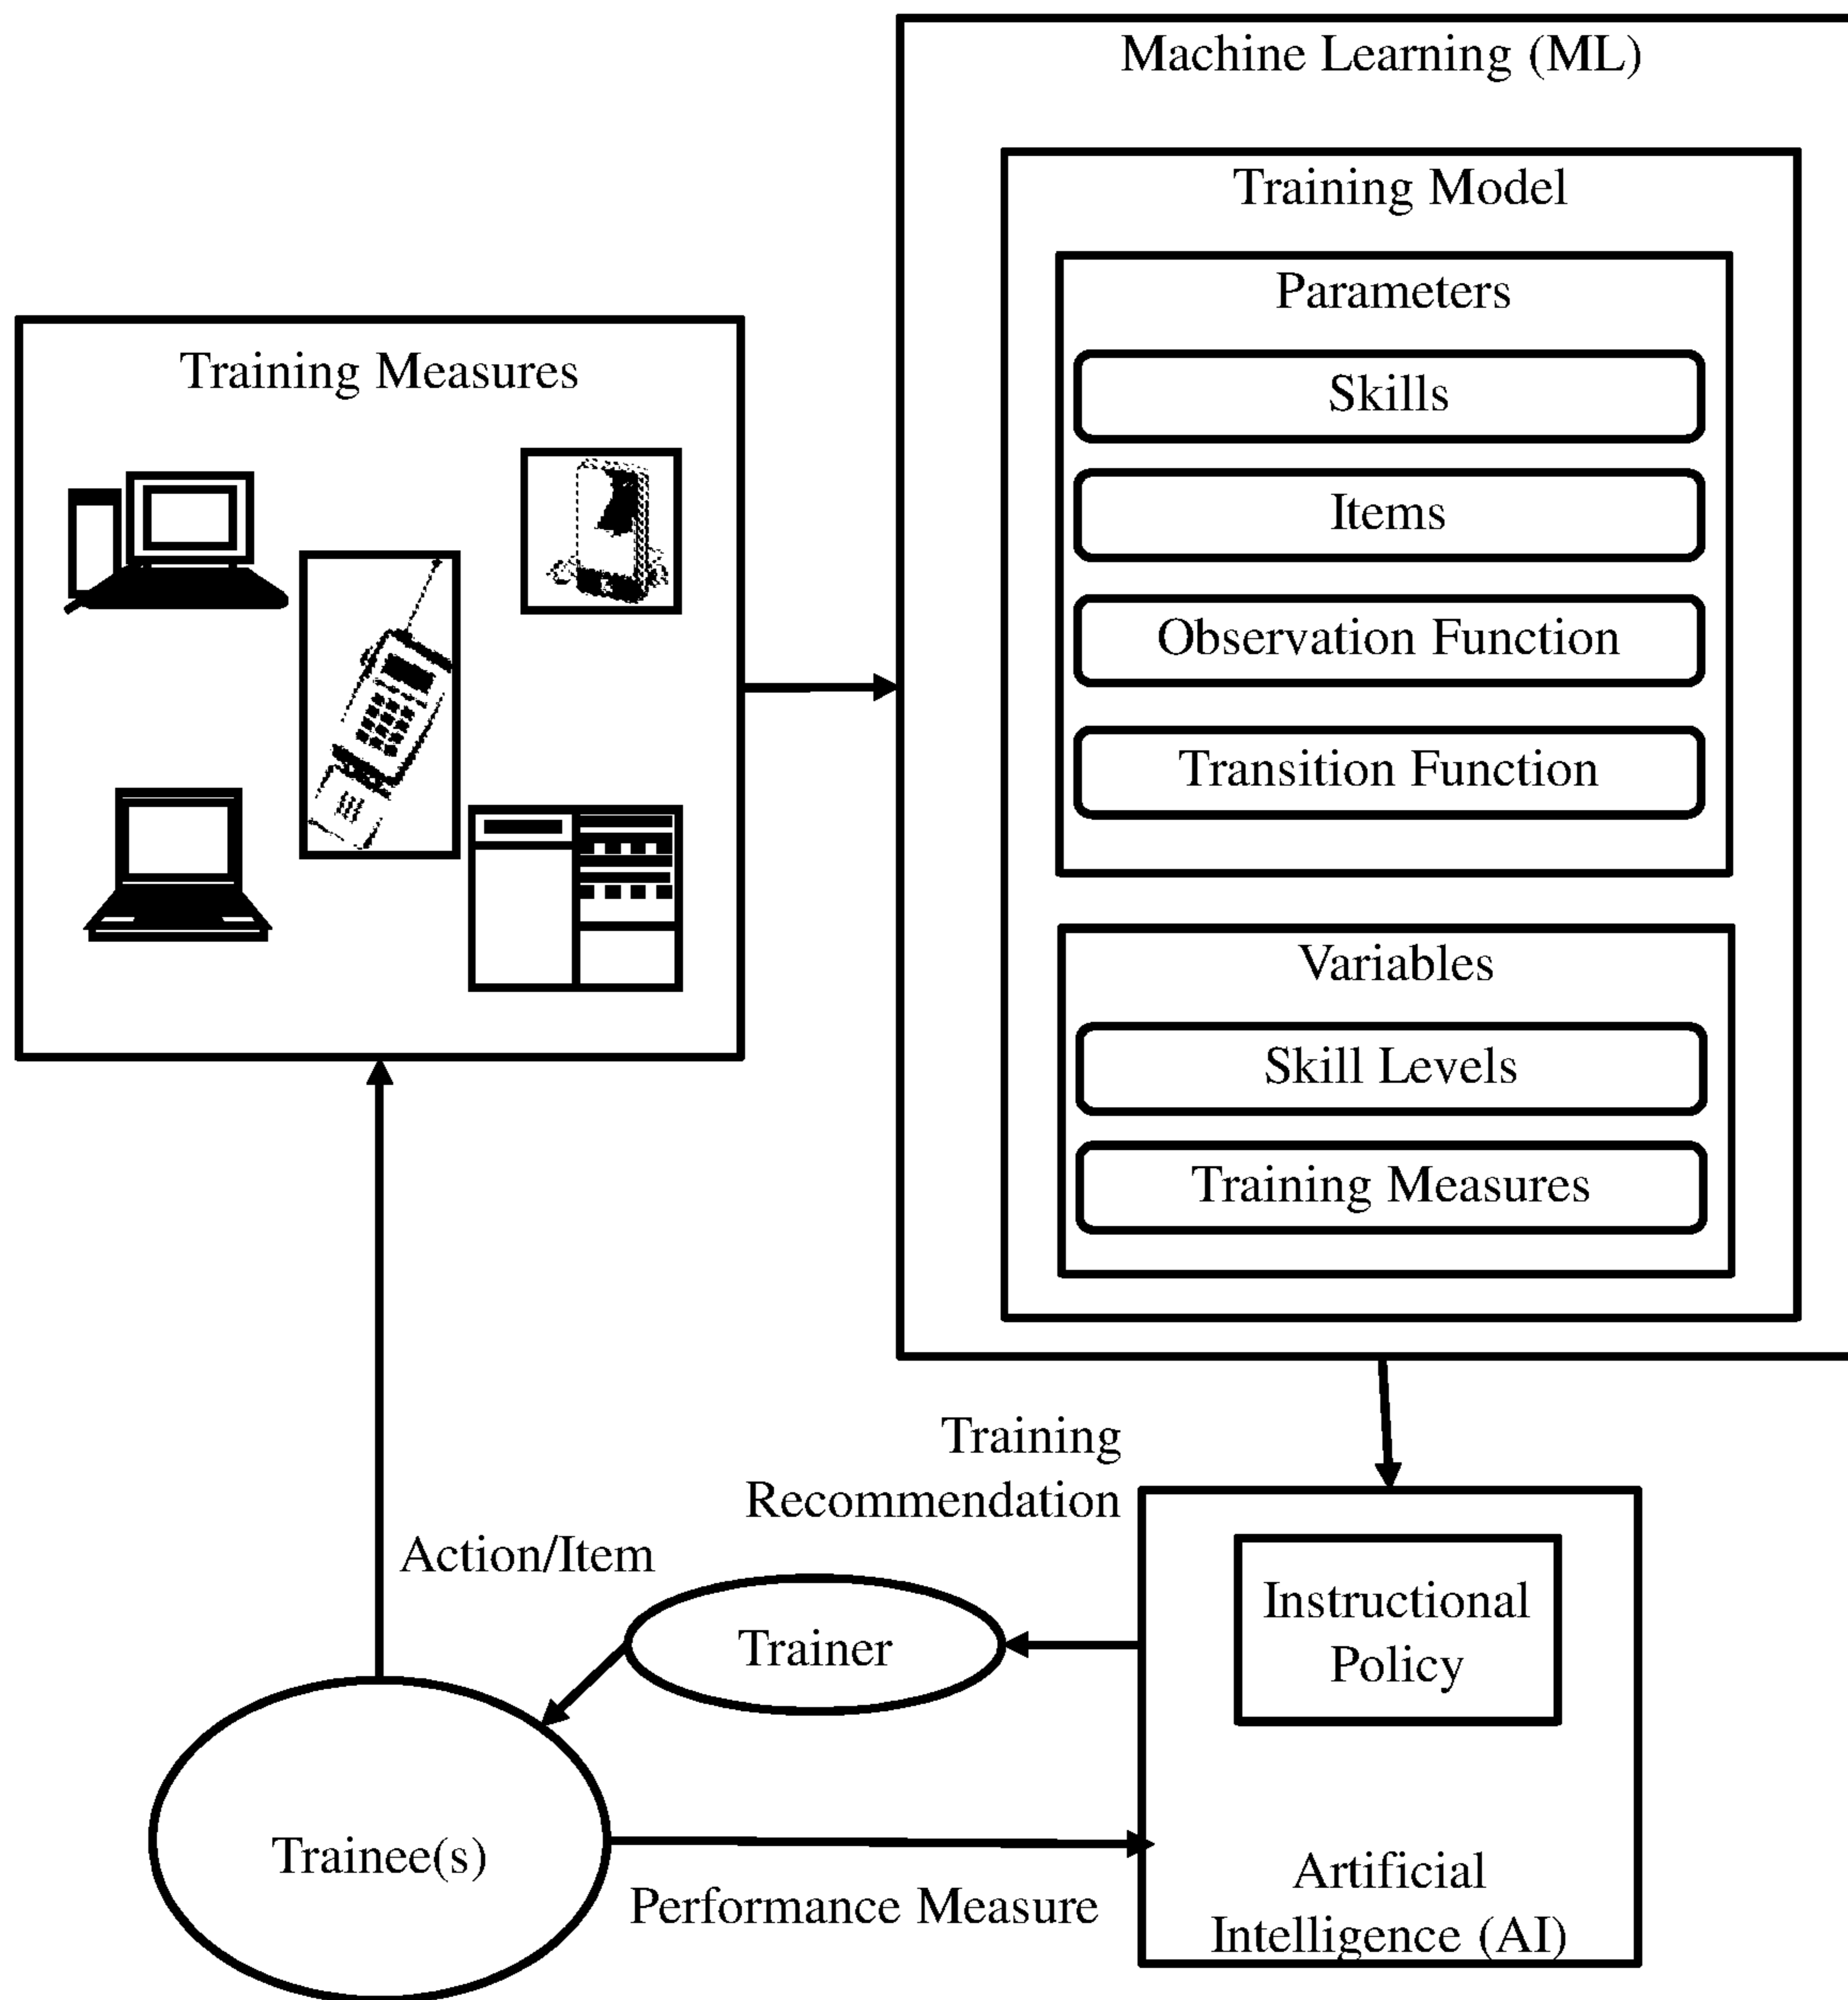 Machine Learning (ML)
Training Model
Parameters
Skills
Items
Observation Function
Transition Function
Variables
Skill Levels
Training Measures
Training Measures
Training
Recommendation
Action/Item
Trainer
Instructional
Policy
Trainee(s)
Performance Measure
Artificial
Intelligence (AI)